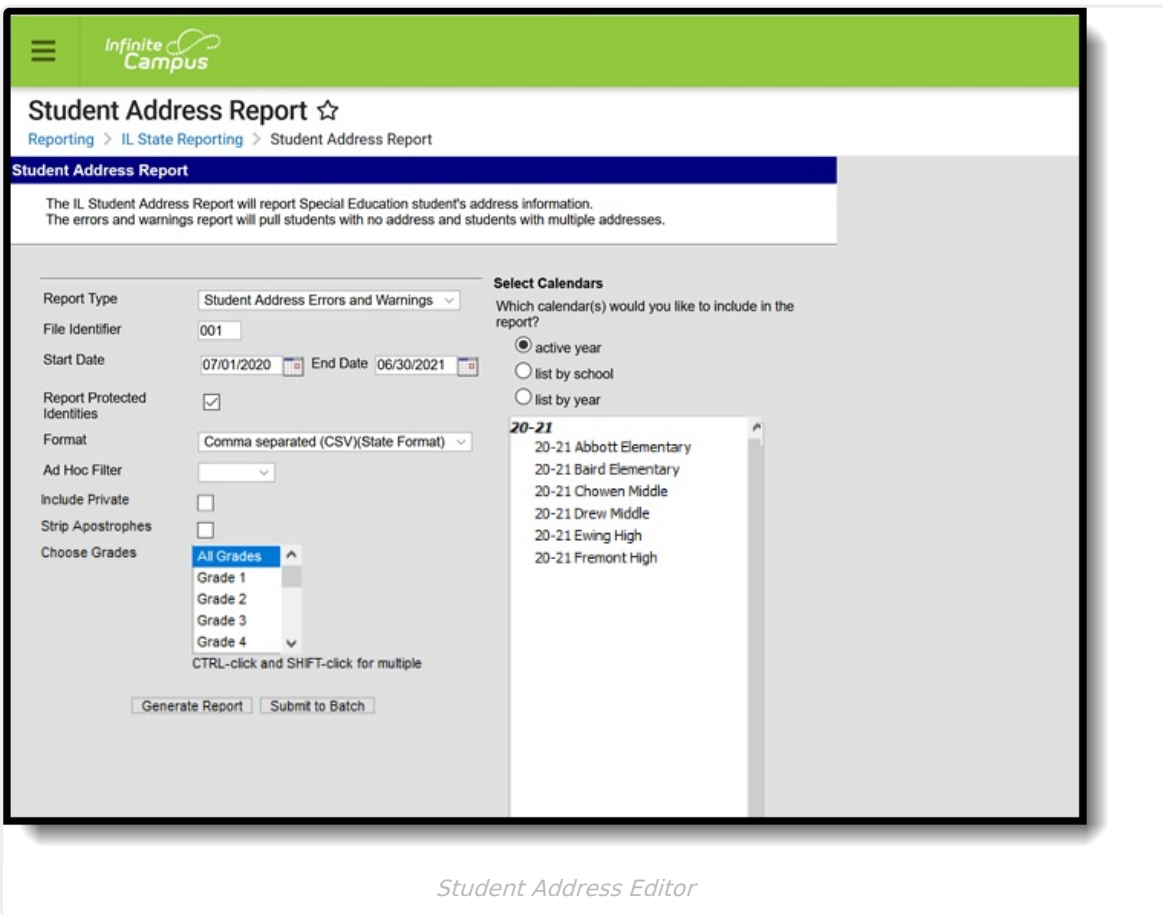 Infinite
Campus
Student Address Report
Reporting > IL State Reporting > Student Address Report
Student Address Report
The IL Student Address Report will report Special Education student's address information.
The errors and warnings report will pull students with no address and students with multiple addresses.
Report Type Student Address Errors and Warnings
File Identifier 001
Start Date 07/01/2020 End Date 06/30/2021
Report Protected
Identities
Format Comma separated (CSV)(State Format)
Ad Hoc Filter
Include Private
Strip Apostrophes
Choose Grades
All Grades
Grade 1
Grade 2
Grade 3
Grade 4
CTRL-click and SHIFT-click for multiple
Generate Report Submit to Batch
Select Calendars
Which calendar(s) would you like to include in the
report?
active year
list by school
list by year
20-21
20-21 Abbott Elementary
20-21 Baird Elementary
20-21 Chowen Middle
20-21 Drew Middle
20-21 Ewing High
20-21 Fremont High
Student Address Editor